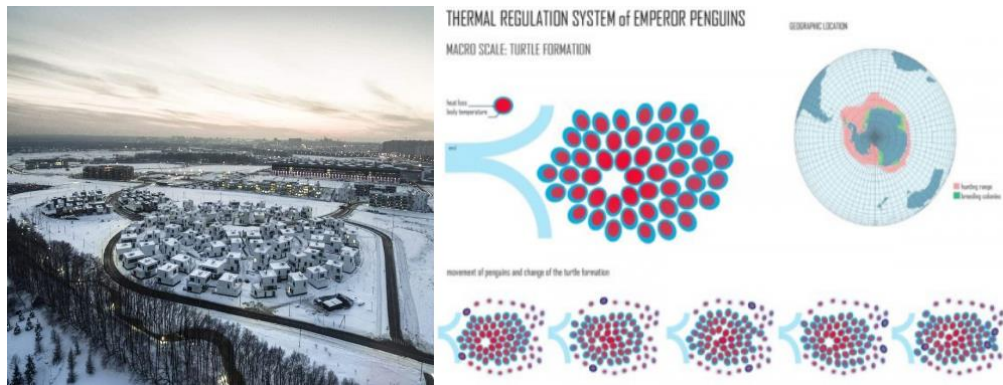 THERMAL REGULATION SYSTEM of EMPEROR PENGUINS
MACRO SCALE: TURTLE FORMATION
GEOGRAPHIC LOCATION
heat loss
body temperature
wind
hunting range
breeding colonies
movement of penguins and change of the turtle formation